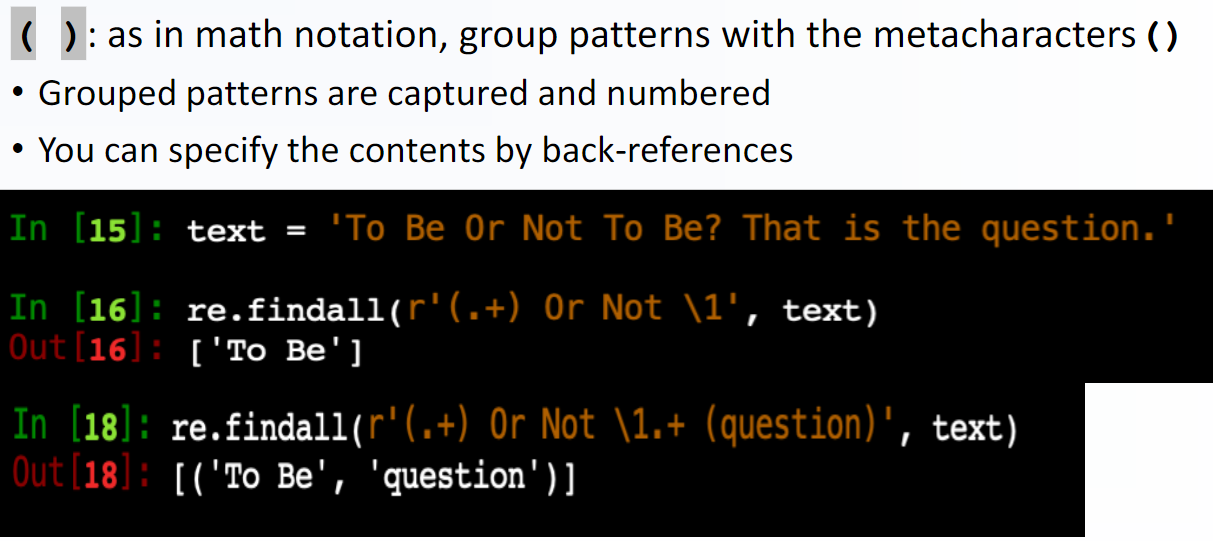 ( ): as in math notation, group patterns with the metacharacters ()
• Grouped patterns are captured and numbered
• You can specify the contents by back-references
In [15]: text = 'To Be Or Not To Be? That is the question.'
In [16]: re.findall(r'(.+) Or Not \1', text)
Out[16]: ['To Be']
In [18]: re.findall(r'(.+) Or Not \1.+ (question)', text)
Out[18]: [('To Be', 'question')]